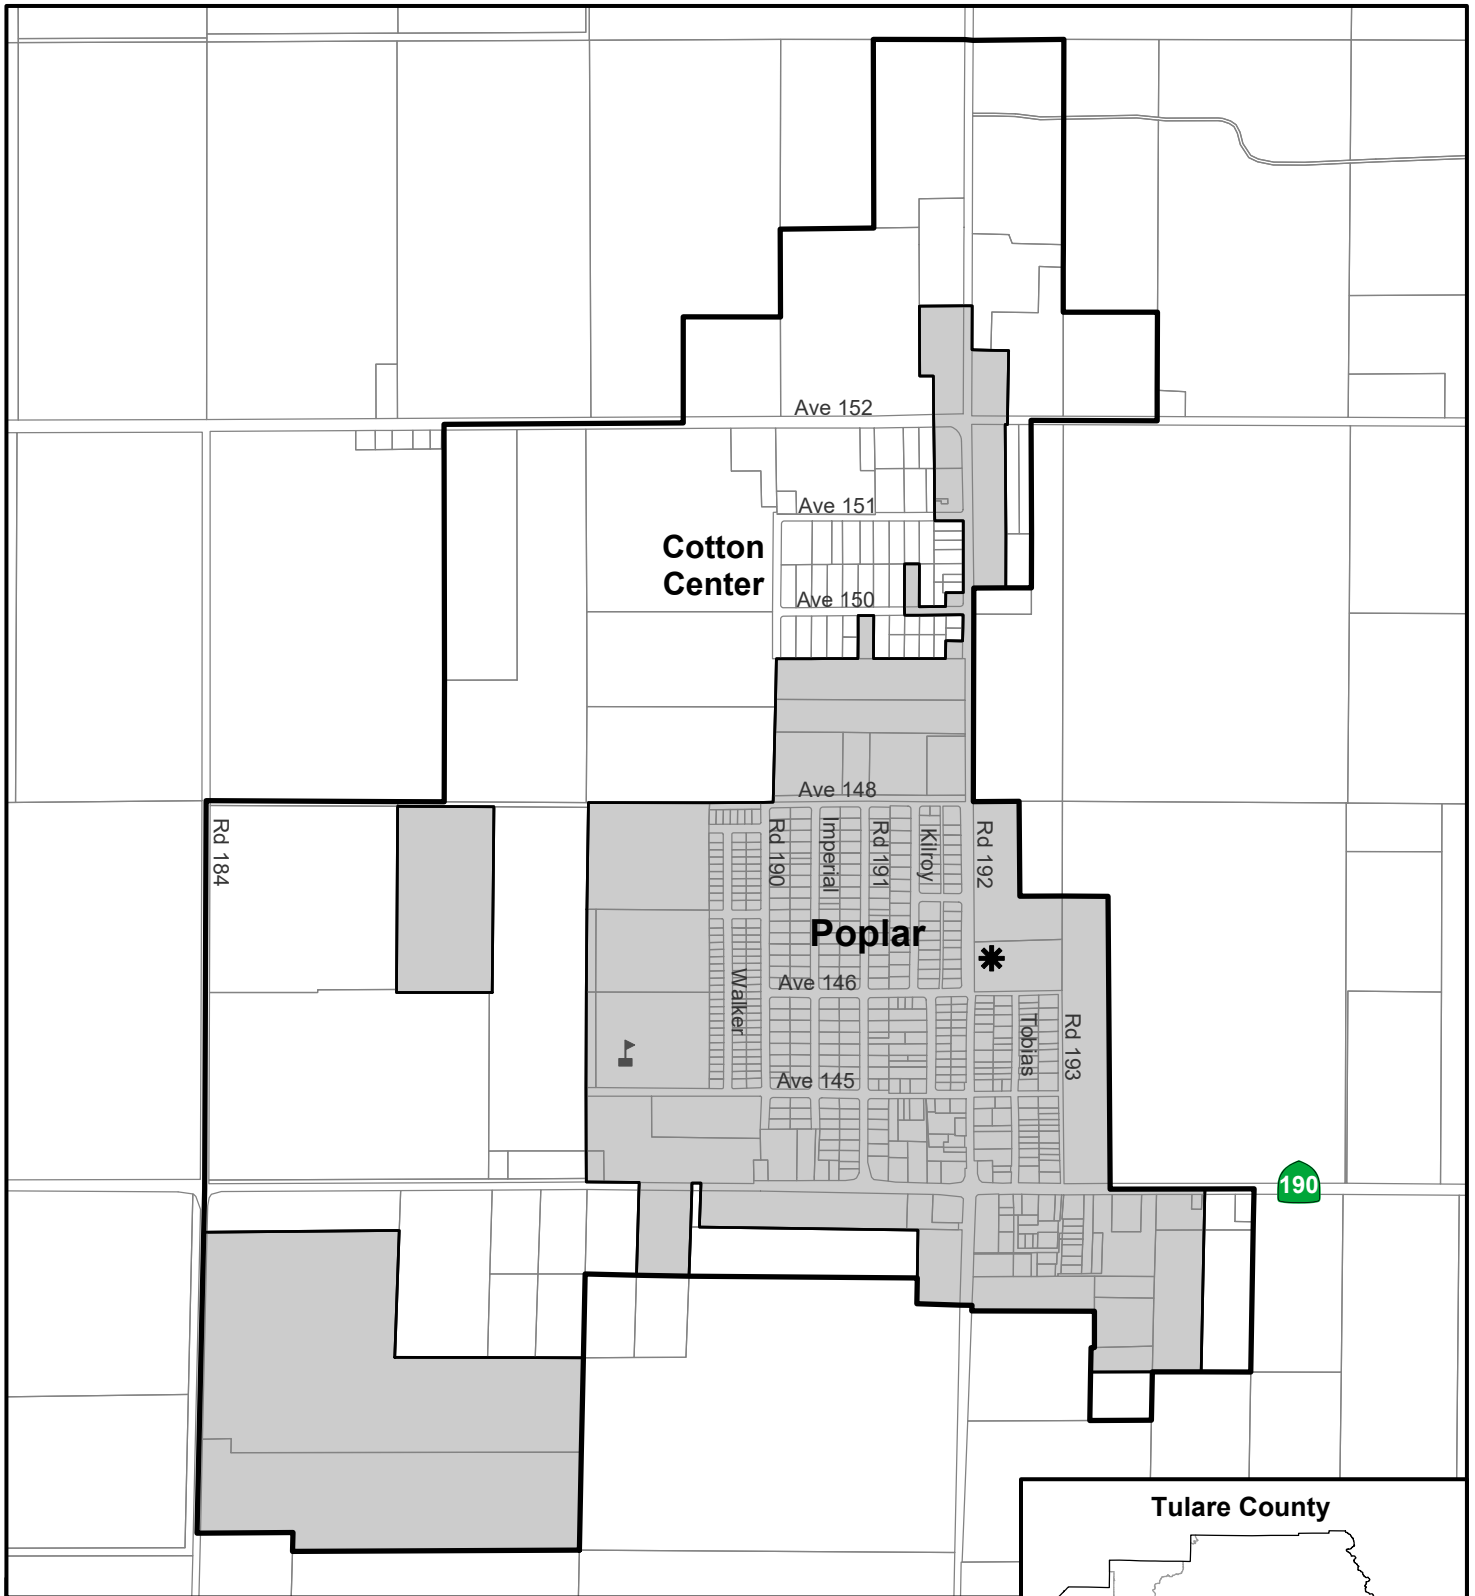 Ave 152
Ave 151
Cotton
Center
Ave 150
Ave 148
Rd 184
Rd 190
Imperial
Rd 191
Kilroy
Rd 192
Poplar
Walker
Ave 146
Tobias
Rd 193
Ave 145
190
Tulare County